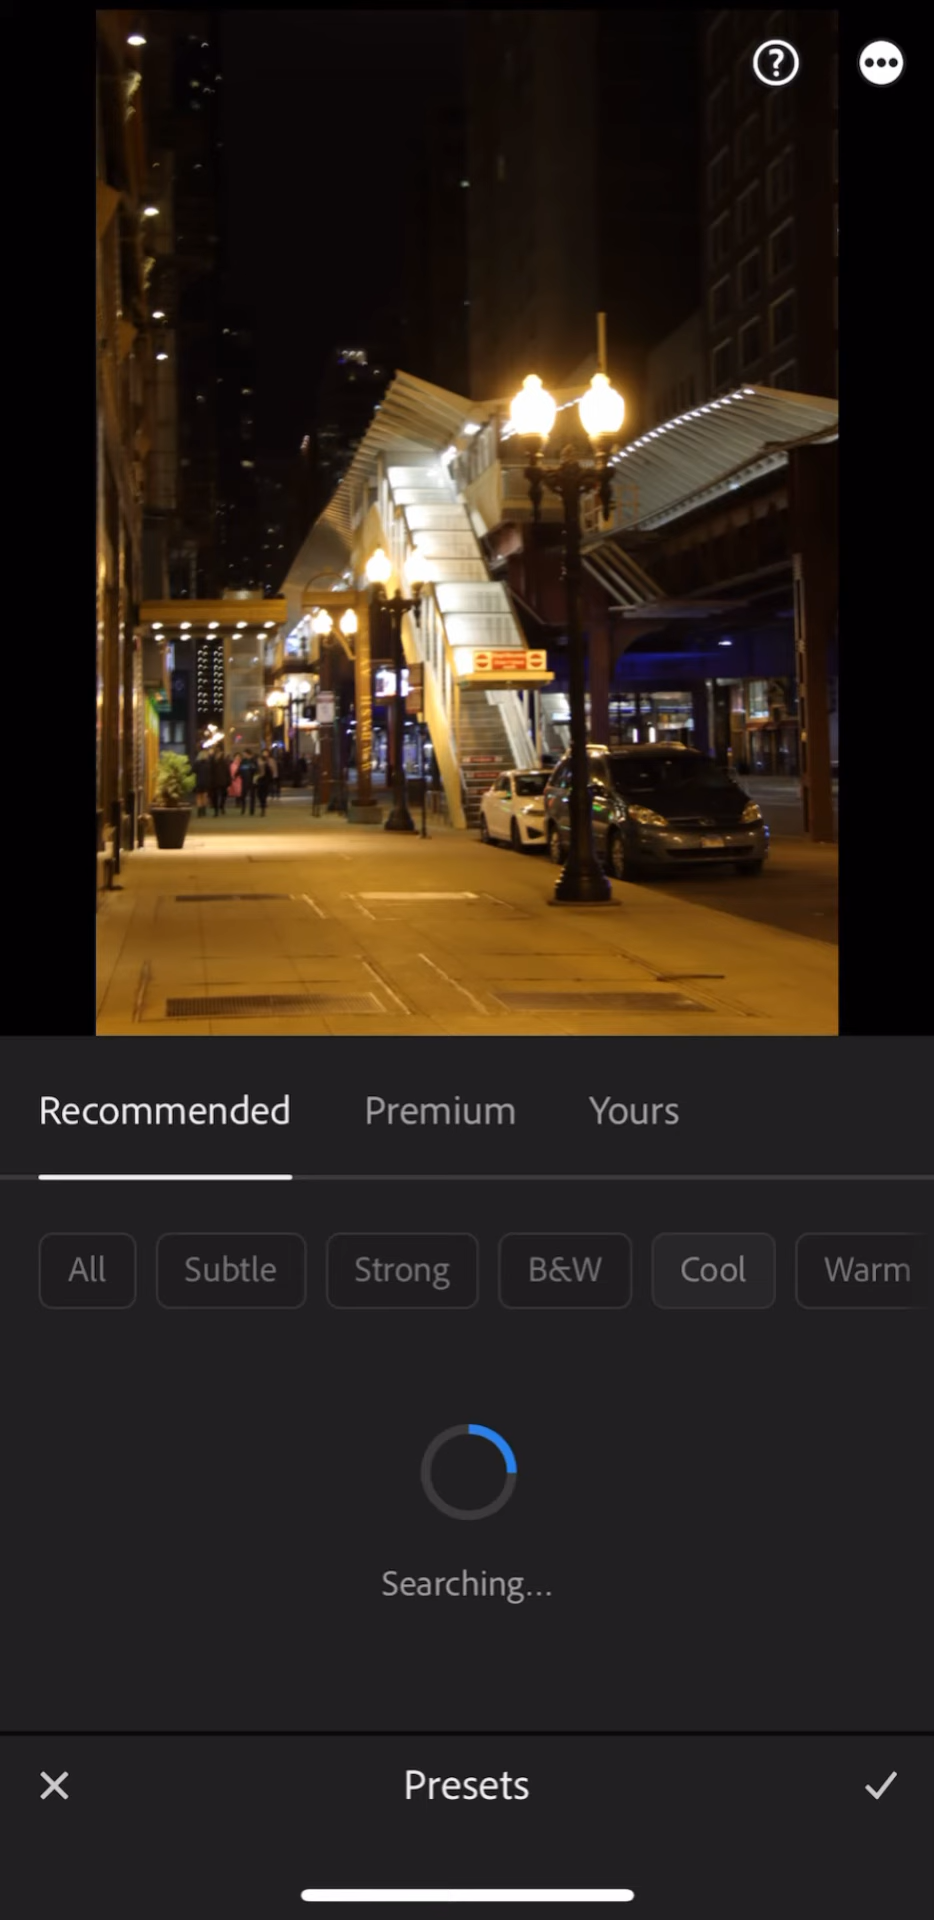 Recommended Premium Yours
All Subtle Strong B&W Cool Warm
Searching...
Presets